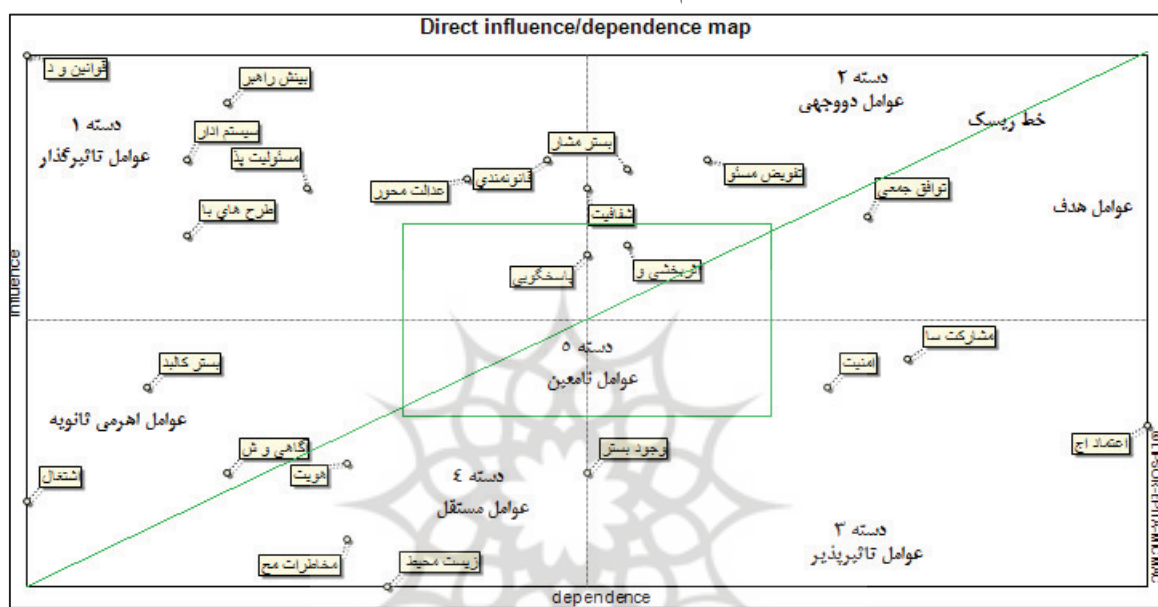 Direct influence/dependence map
قوانین و د
بینش راهبر
دسته ۲
عوامل دووجهی
خط ریسک
دسته ۱
عوامل تاثیرگذار
سیستم ادار
مسئولیت پذ
بستر مشار
قانونمندي
عدالت محور
تفویض مسئو
توافق جمعی
عوامل هدف
طرح هاي با
شفافیت
پاسخگویی
اثربخشی و
influence
دسته ۵
عوامل نامعین
مشارکت سا
امنیت
بستر کالبد
عوامل اهرمی ثانویه
اعتماد اج
آگاهی و ش
هویت
وجود بستر
اشتغال
دسته ٤
عوامل مستقل
دسته ۳
عوامل تاثیرپذیر
مخاطرات مح
زیست محیط
dependence